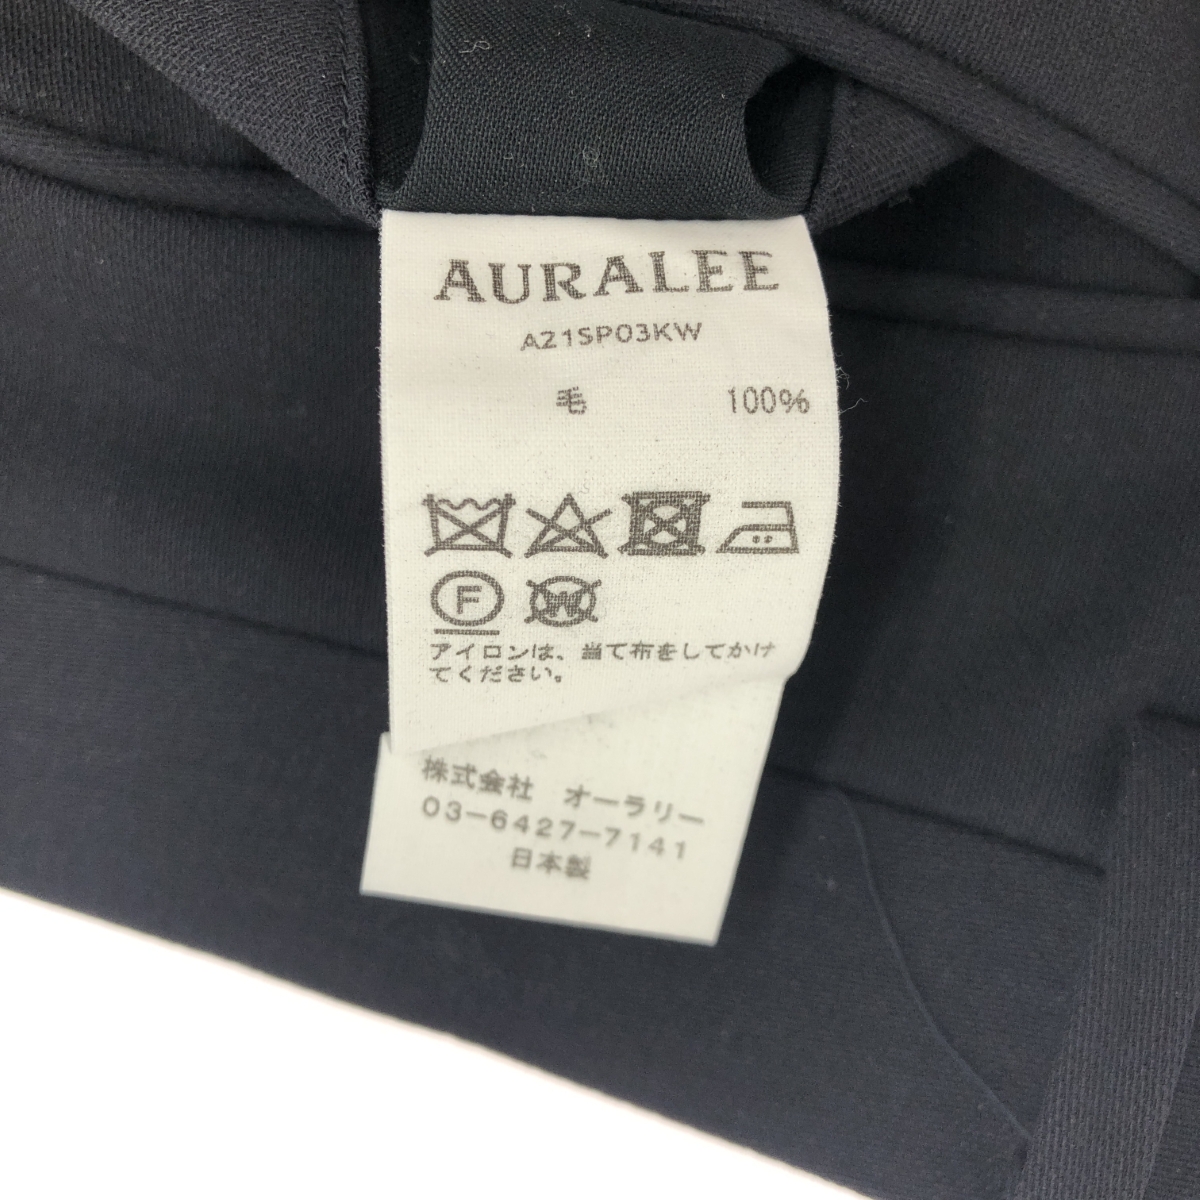 AURALEE
A21SP03KW
毛 100%
F W
アイロンは、当て布をしてかけ
てください。
株式会社 オーラリー
03-6427-7141
日本製